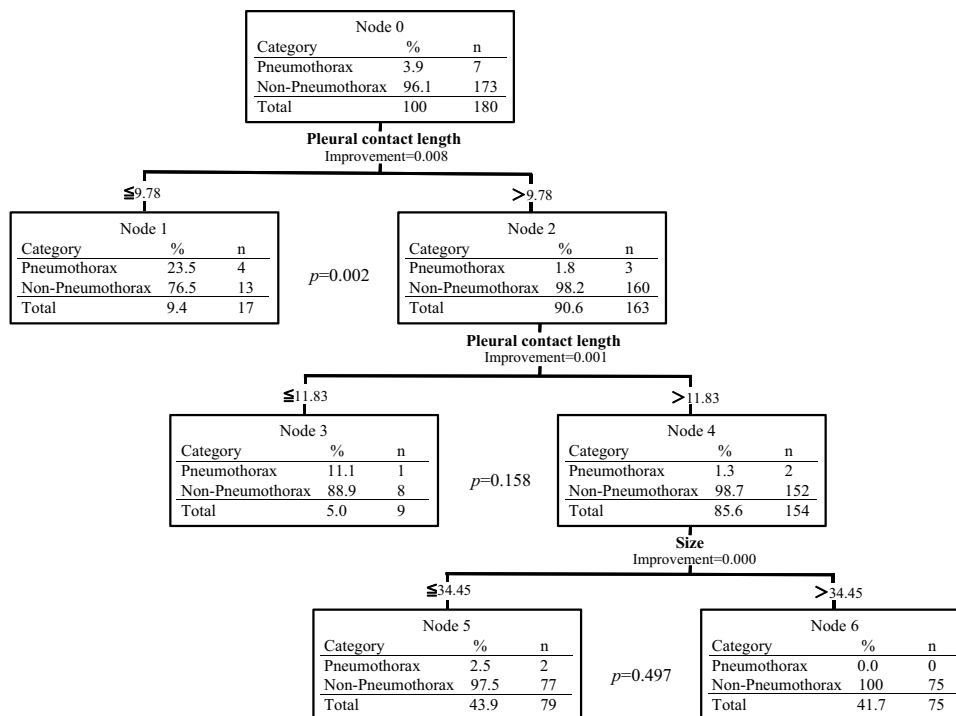 Node 0
Category % n
Pneumothorax 3.9 7
Non-Pneumothorax 96.1 173
Total 100 180
Pleural contact length
Improvement=0.008
≦9.78 >9.78
Node 1
Category % n
Pneumothorax 23.5 4
Non-Pneumothorax 76.5 13
Total 9.4 17
p=0.002
Node 2
Category % n
Pneumothorax 1.8 3
Non-Pneumothorax 98.2 160
Total 90.6 163
Pleural contact length
Improvement=0.001
≦11.83 >11.83
Node 3
Category % n
Pneumothorax 11.1 1
Non-Pneumothorax 88.9 8
Total 5.0 9
p=0.158
Node 4
Category % n
Pneumothorax 1.3 2
Non-Pneumothorax 98.7 152
Total 85.6 154
Size
Improvement=0.000
≦34.45 >34.45
Node 5
Category % n
Pneumothorax 2.5 2
Non-Pneumothorax 97.5 77
Total 43.9 79
p=0.497
Node 6
Category % n
Pneumothorax 0.0 0
Non-Pneumothorax 100 75
Total 41.7 75